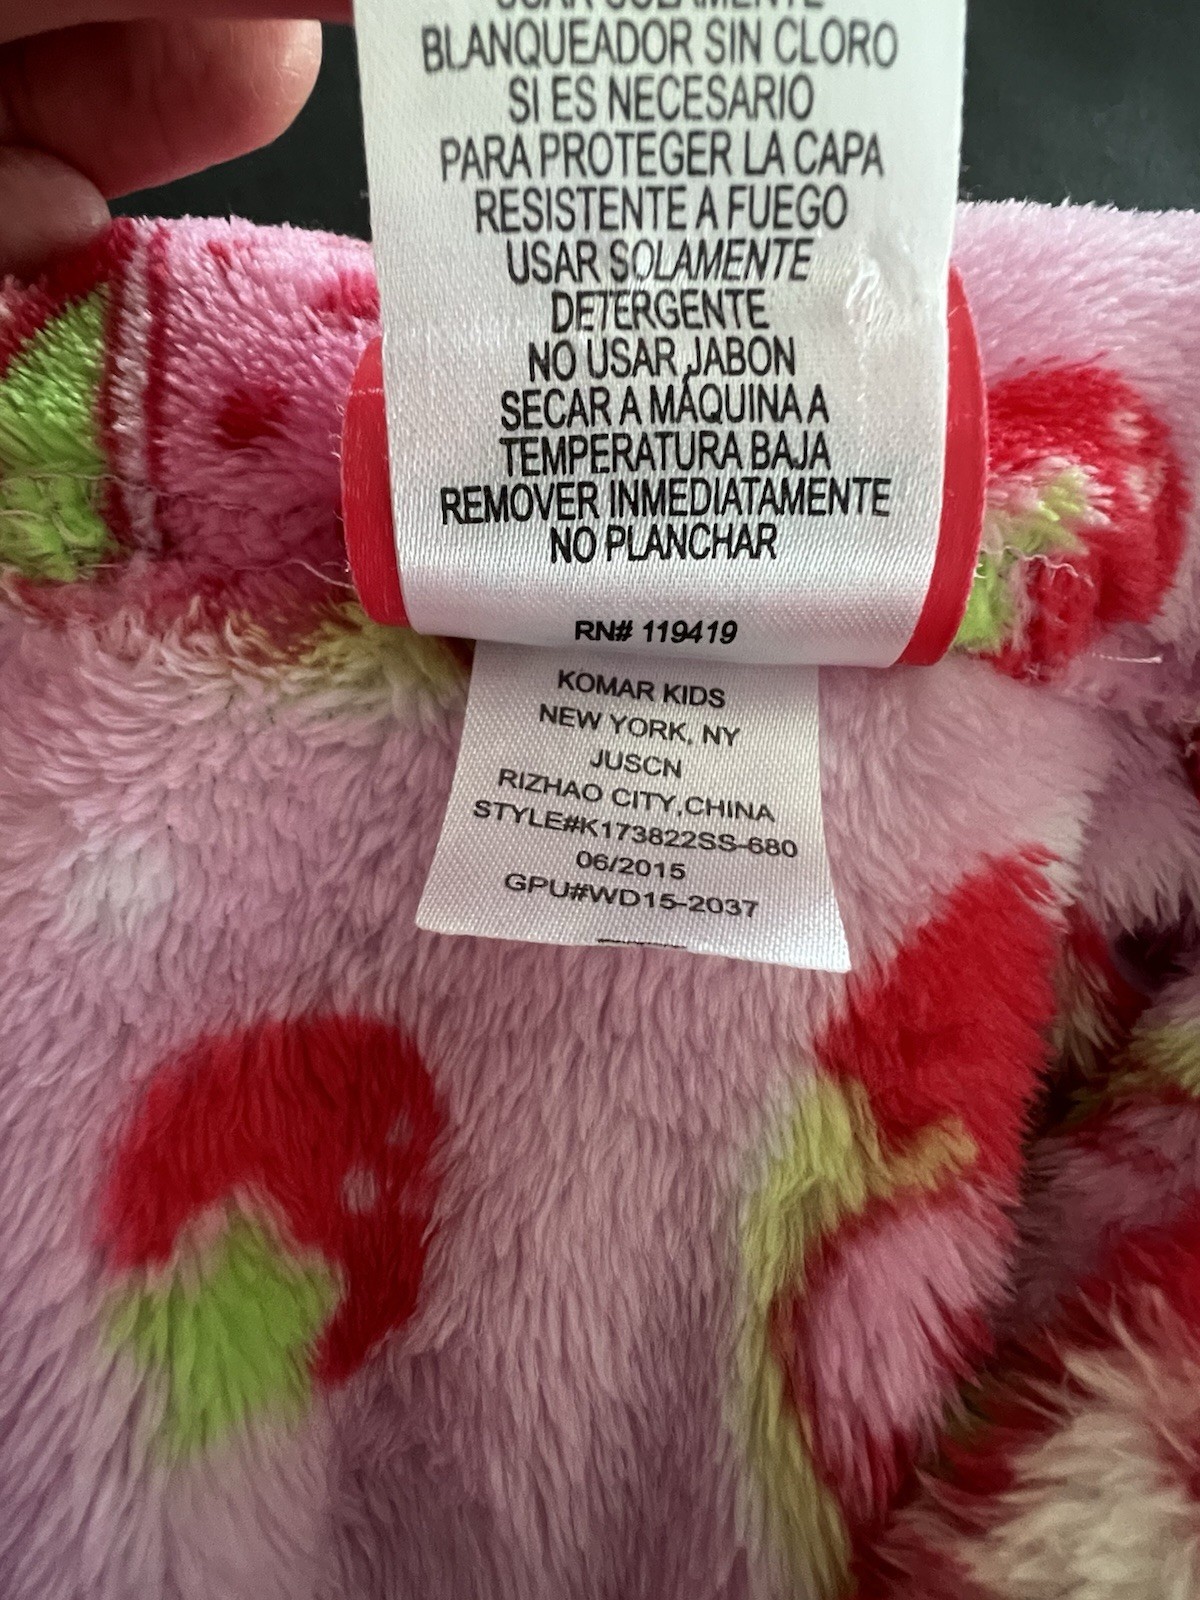 USAR SOLAMENTE
BLANQUEADOR SIN CLORO
SI ES NECESARIO
PARA PROTEGER LA CAPA
RESISTENTE A FUEGO
USAR SOLAMENTE
DETERGENTE
NO USAR JABON
SECAR A MÁQUINA A
TEMPERATURA BAJA
REMOVER INMEDIATAMENTE
NO PLANCHAR
RN# 119419
KOMAR KIDS
NEW YORK, NY
JUSCN
RIZHAO CITY,CHINA
STYLE#K173822SS-680
06/2015
GPU#WD15-2037